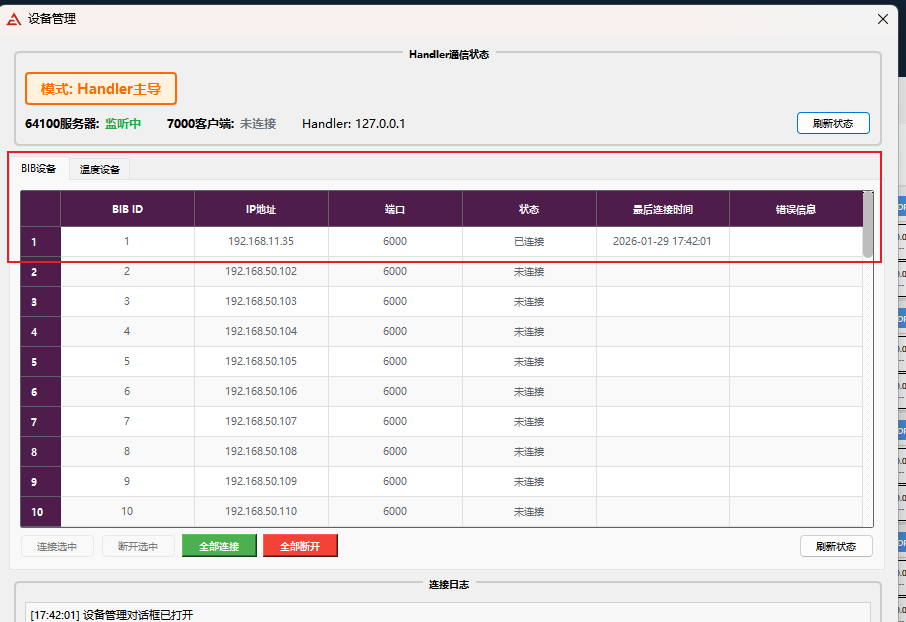 设备管理
Handler通信状态
模式: Handler主导
64100服务器: 监听中 7000客户端: 未连接 Handler: 127.0.0.1 刷新状态
BIB设备 温度设备
BIB ID IP地址 端口 状态 最后连接时间 错误信息
1 1 192.168.11.35 6000 已连接 2026-01-29 17:42:01
2 2 192.168.50.102 6000 未连接
3 3 192.168.50.103 6000 未连接
4 4 192.168.50.104 6000 未连接
5 5 192.168.50.105 6000 未连接
6 6 192.168.50.106 6000 未连接
7 7 192.168.50.107 6000 未连接
8 8 192.168.50.108 6000 未连接
9 9 192.168.50.109 6000 未连接
10 10 192.168.50.110 6000 未连接
连接选中 断开选中 全部连接 全部断开 刷新状态
连接日志
[17:42:01] 设备管理对话框已打开